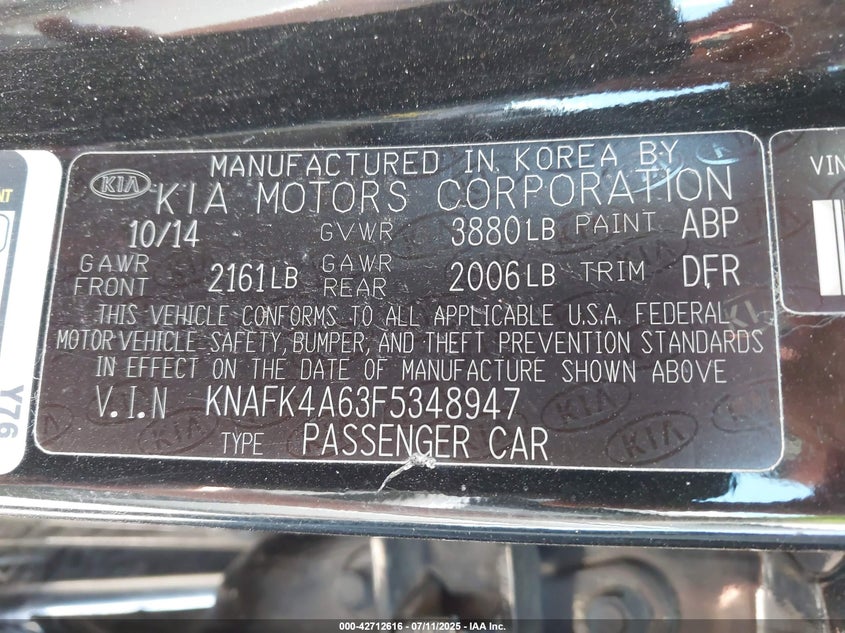 MANUFACTURED IN KOREA BY
KIA KIA MOTORS CORPORATION
10/14 GVWR 3880LB PAINT ABP
GAWR FRONT 2161LB GAWR REAR 2006LB TRIM DFR
THIS VEHICLE CONFORMS TO ALL APPLICABLE U.S.A. FEDERAL
MOTOR VEHICLE SAFETY, BUMPER, AND THEFT PREVENTION STANDARDS
IN EFFECT ON THE DATE OF MANUFACTURE SHOWN ABOVE
V.I.N KNAFK4A63F5348947
TYPE PASSENGER CAR
KIA
VIN
Y76
000-42712616 - 07/11/2025 - IAA Inc.